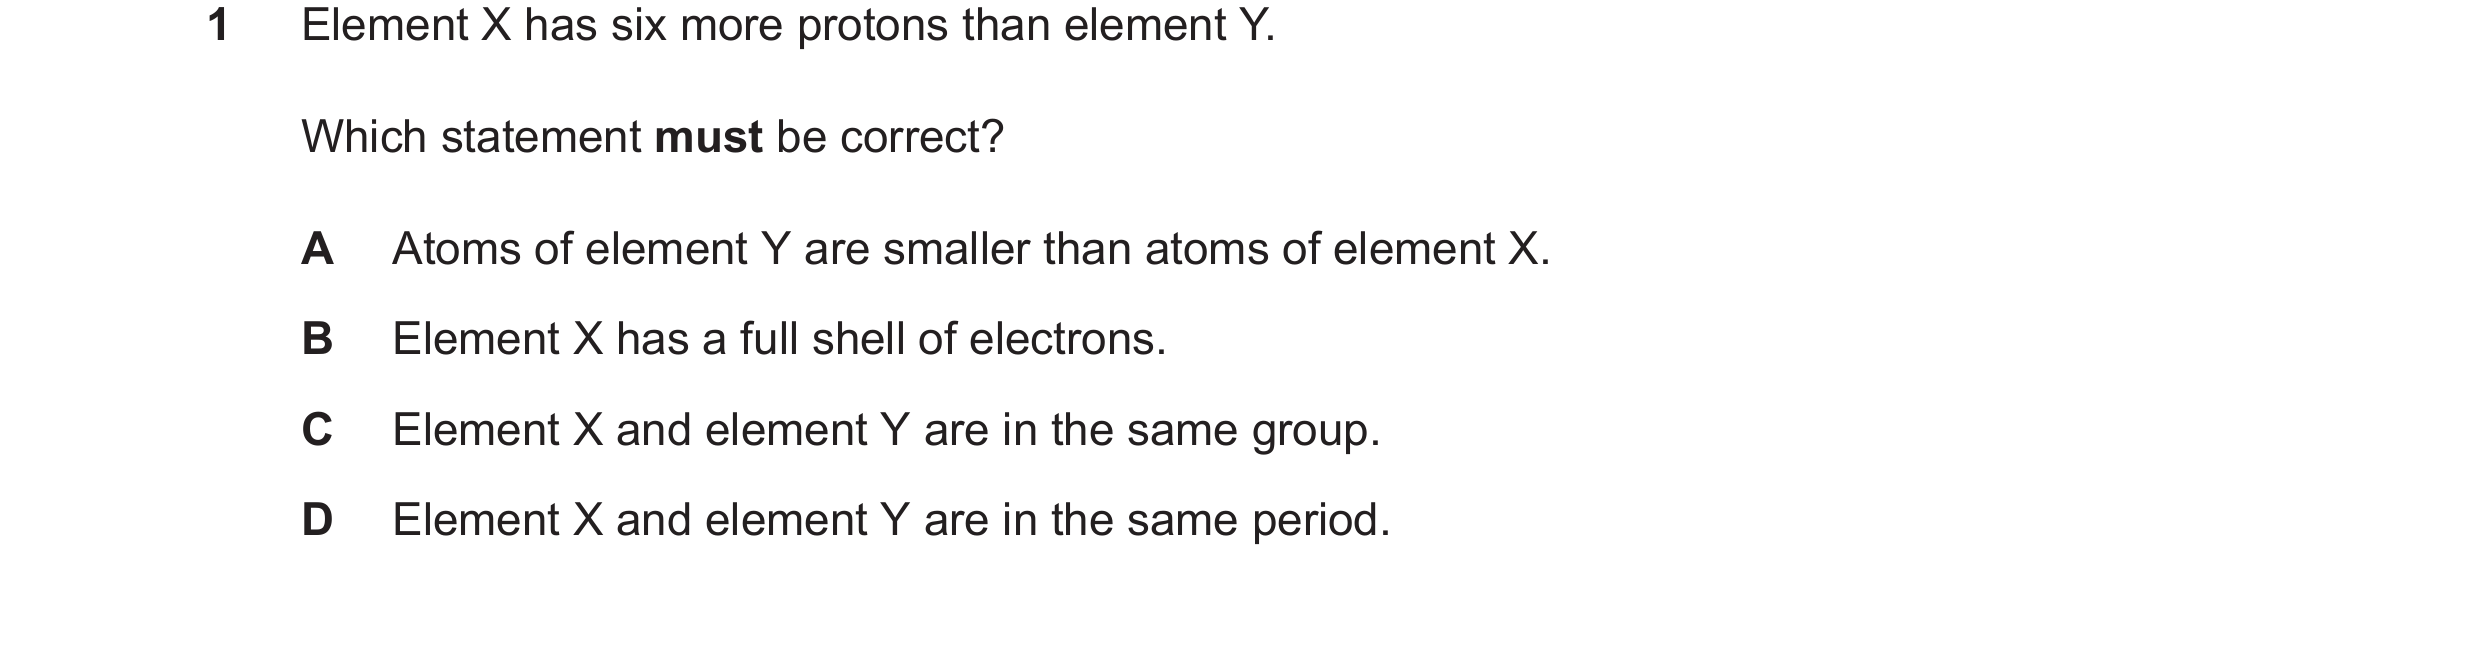 1 Element X has six more protons than element Y.
Which statement must be correct?
A Atoms of element Y are smaller than atoms of element X.
B Element X has a full shell of electrons.
C Element X and element Y are in the same group.
D Element X and element Y are in the same period.